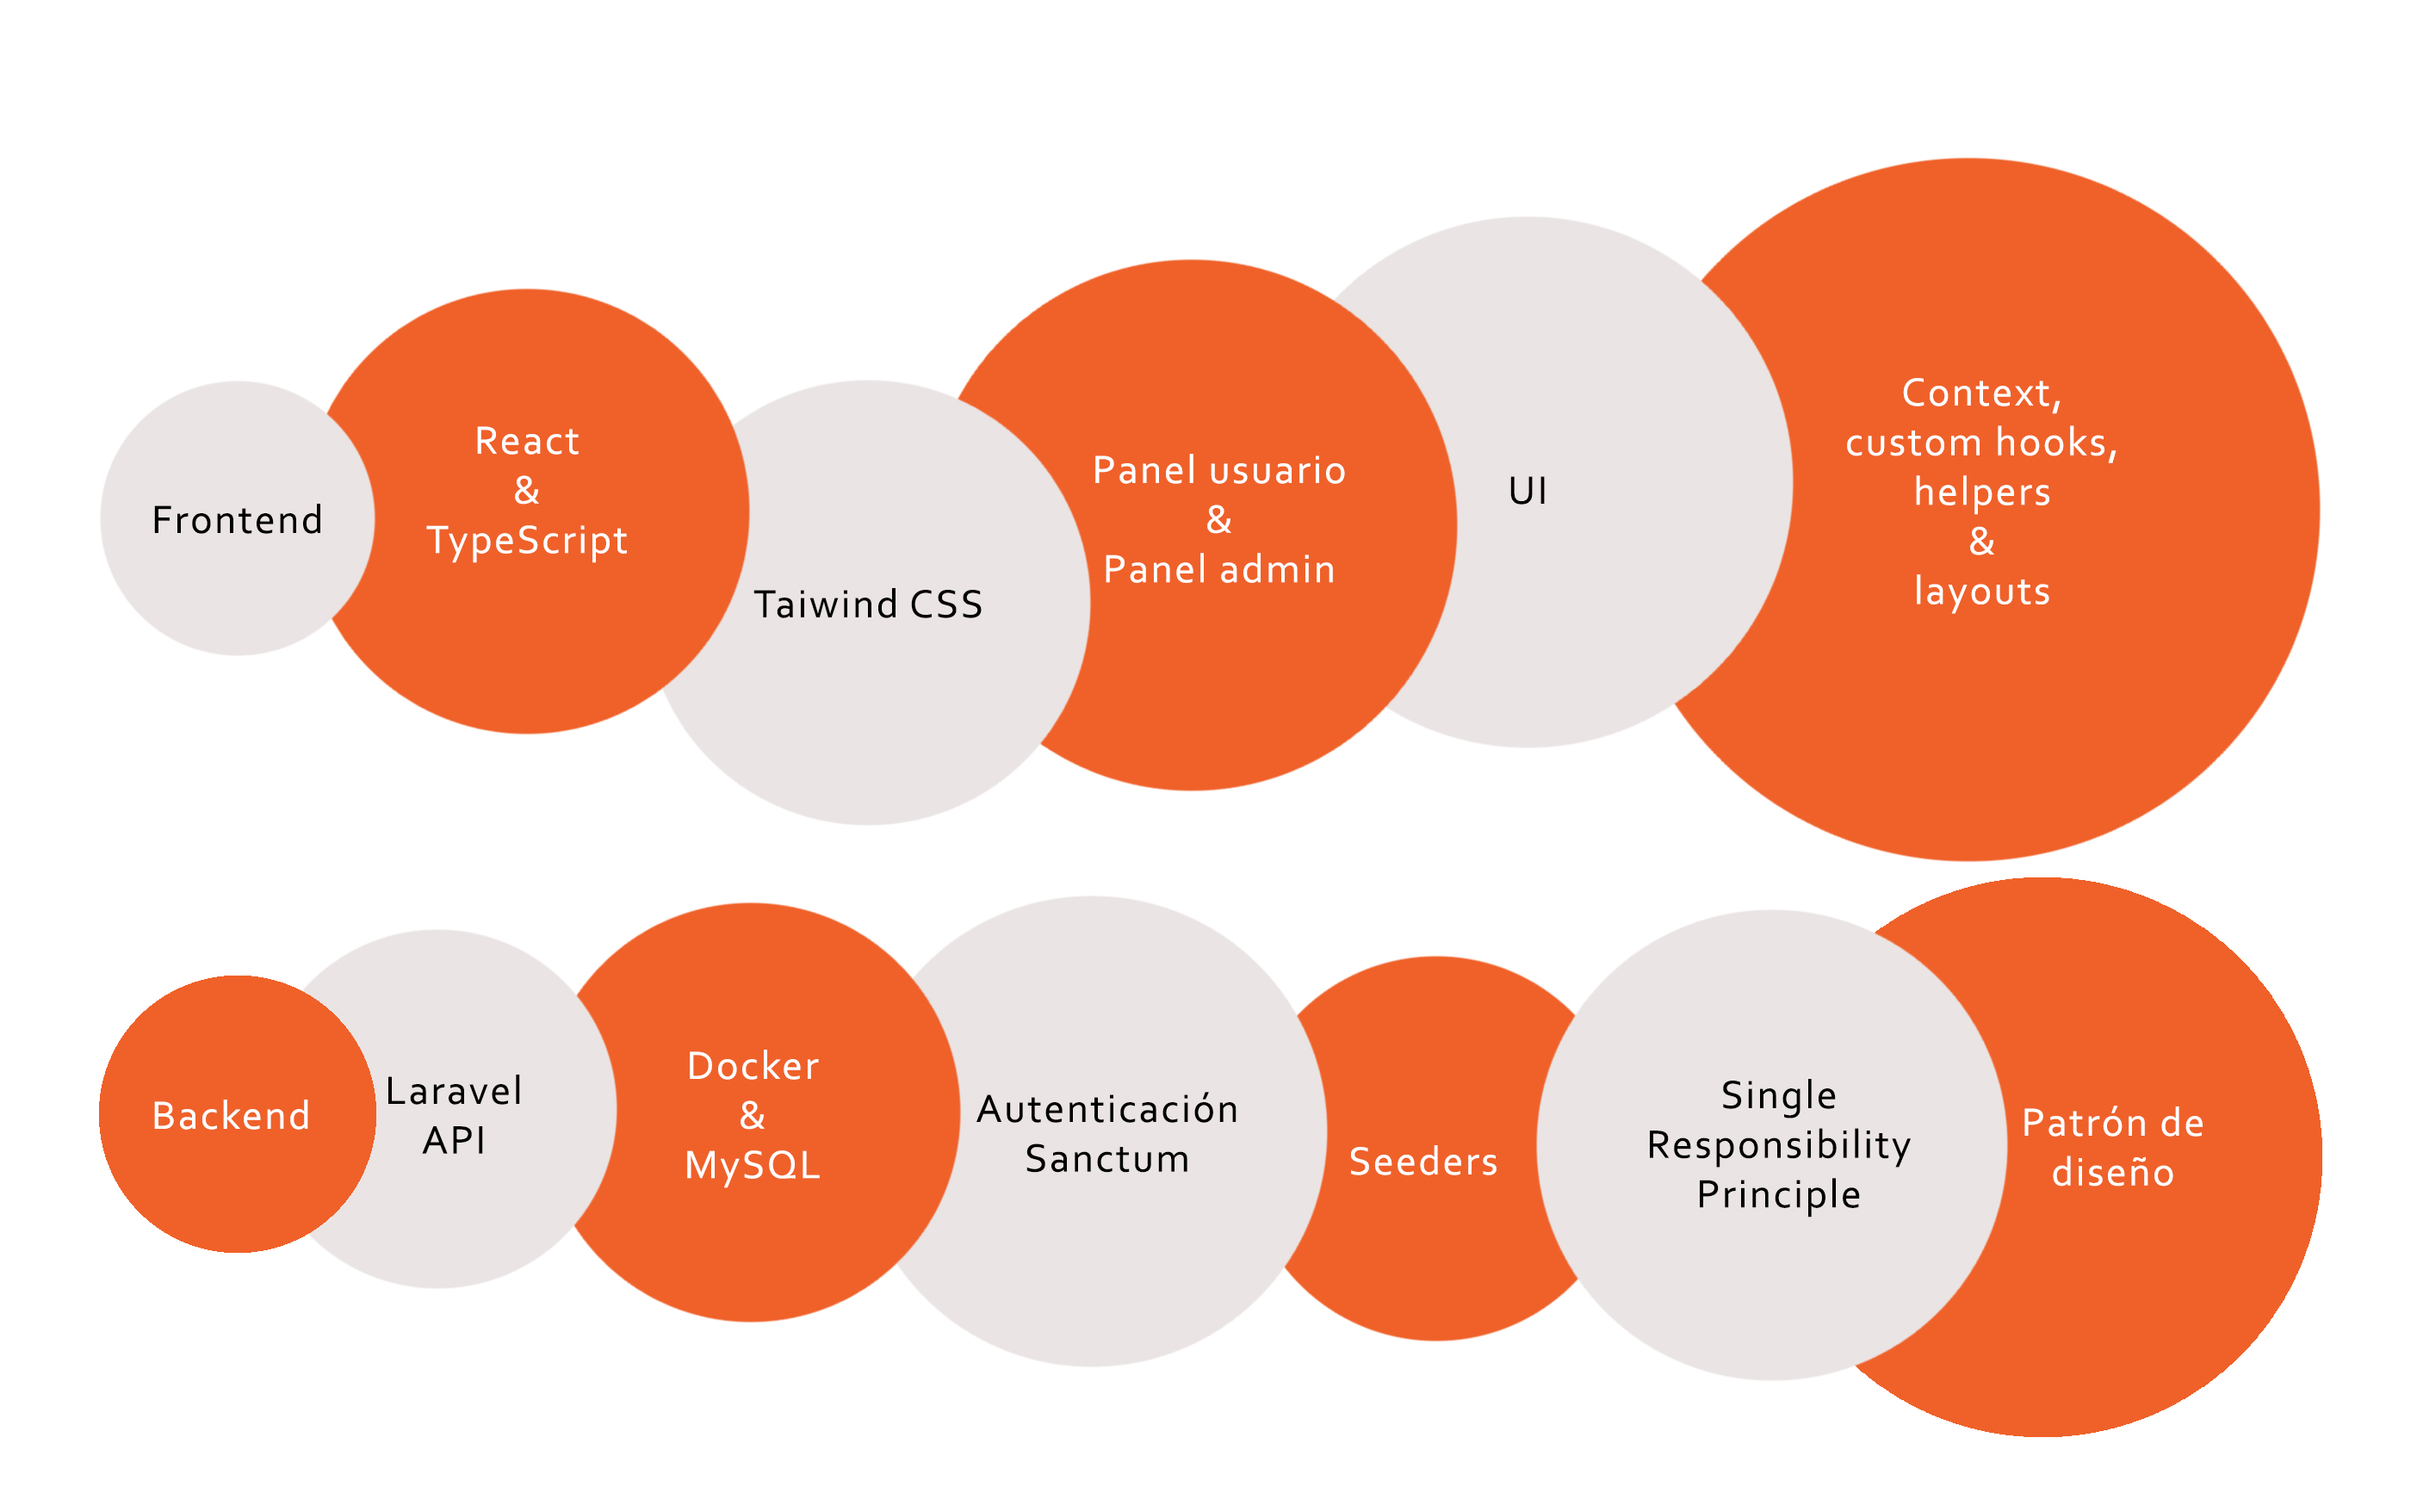 Frontend
React
&
TypeScript
Taiwind CSS
Panel usuario
&
Panel admin
UI
Context,
custom hooks,
helpers
&
layouts
Backend
Laravel
API
Docker
&
MySQL
Autenticación
Sanctum
Seeders
Single
Responsibility
Principle
Patrón de
diseño